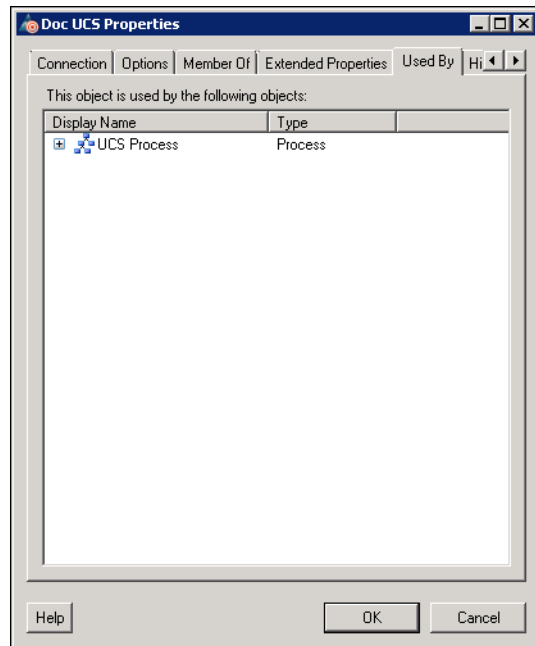 Doc UCS Properties
Connection Options Member Of Extended Properties Used By Hi
This object is used by the following objects:
Display Name Type
UCS Process Process
Help OK Cancel